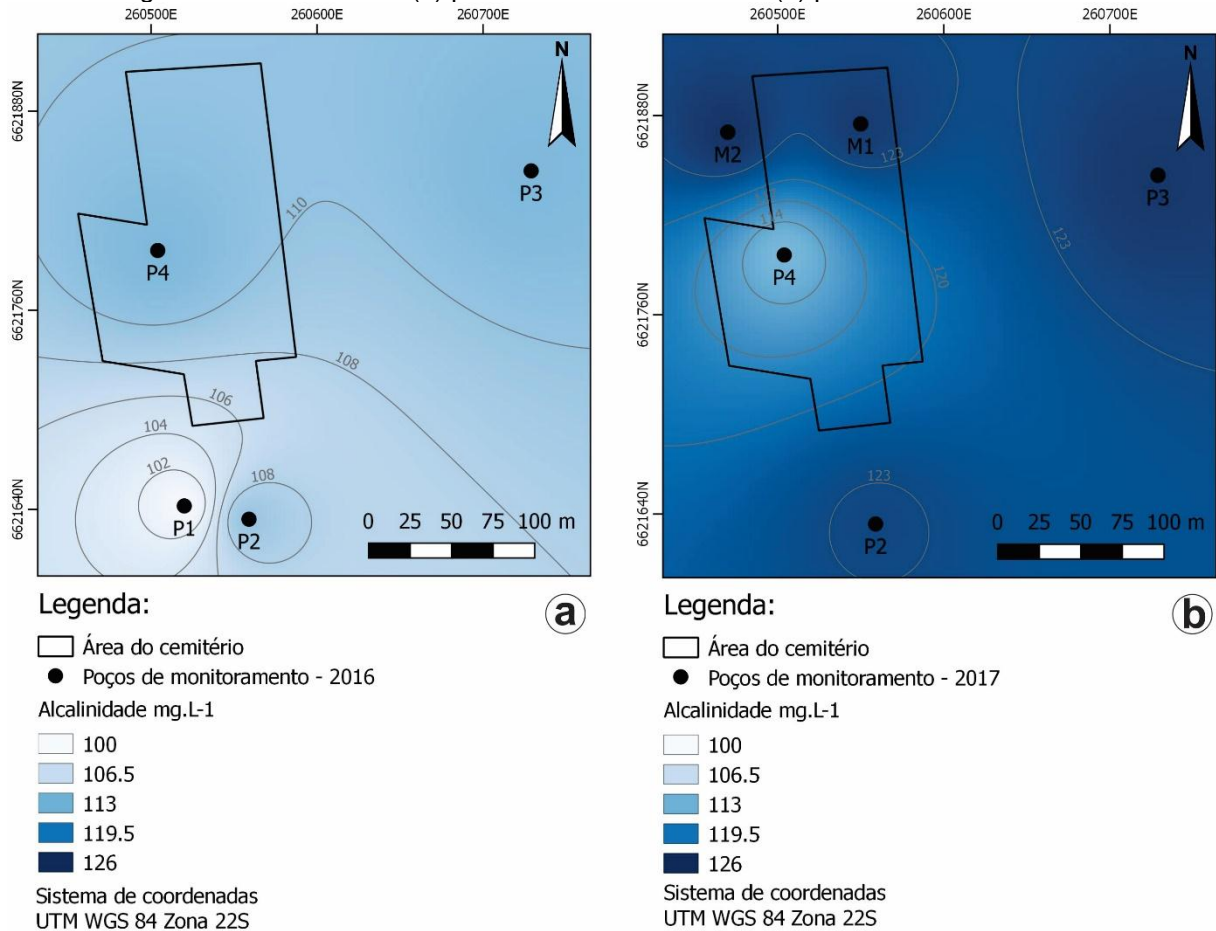 260500E 260600E 260700E 260500E 260600E 260700E
N N
6621880N 6621880N
M2 M1
123
P3 P3
110 123
P4 P4
114
120
6621760N 6621760N
108
106
104
102 108 123
P1 P2 P2
6621640N 6621640N
0 25 50 75 100 m 0 25 50 75 100 m
Legenda: a
Área do cemitério
Poços de monitoramento - 2016
Alcalinidade mg.L-1
100
106.5
113
119.5
126
Sistema de coordenadas
UTM WGS 84 Zona 22S
Legenda: b
Área do cemitério
Poços de monitoramento - 2017
Alcalinidade mg.L-1
100
106.5
113
119.5
126
Sistema de coordenadas
UTM WGS 84 Zona 22S